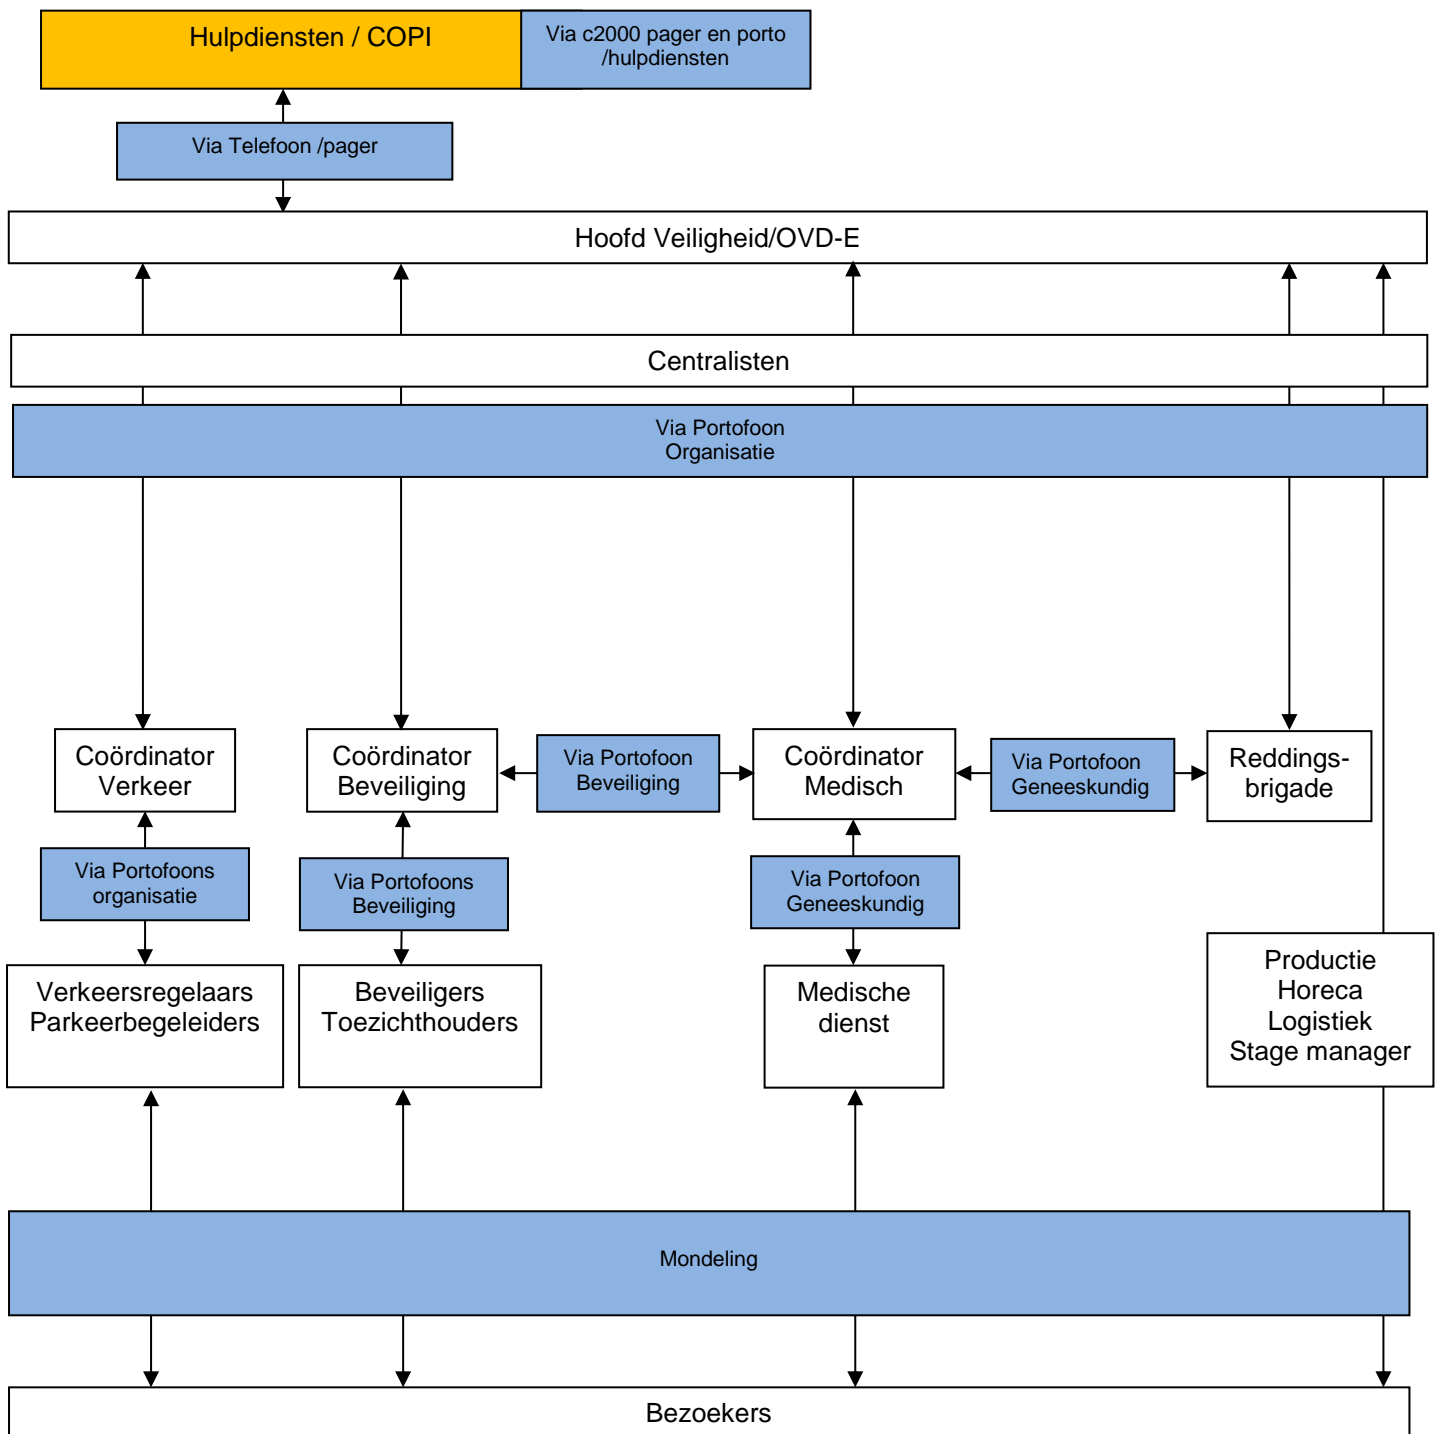 Hulpdiensten / COPI
Via c2000 pager en porto
/hulpdiensten
Via Telefoon /pager
Hoofd Veiligheid/OVD-E
Centralisten
Via Portofoon
Organisatie
Coördinator
Verkeer
Coördinator
Beveiliging
Via Portofoon
Beveiliging
Coördinator
Medisch
Via Portofoon
Geneeskundig
Reddings-
brigade
Via Portofoons
organisatie
Via Portofoons
Beveiliging
Via Portofoon
Geneeskundig
Verkeersregelaars
Parkeerbegeleiders
Beveiligers
Toezichthouders
Medische
dienst
Productie
Horeca
Logistiek
Stage manager
Mondeling
Bezoekers